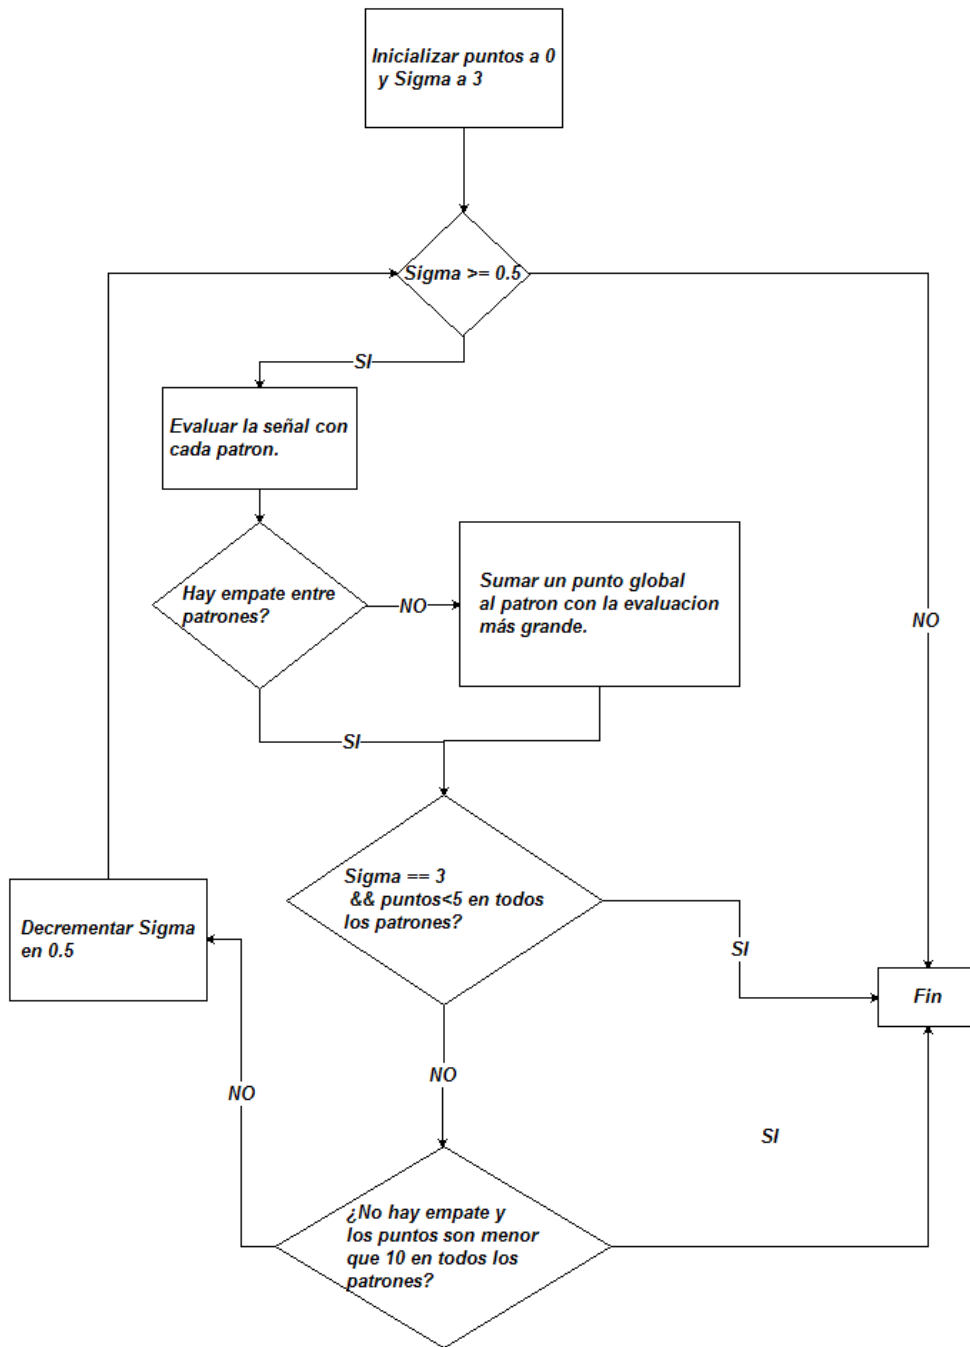 Inicializar puntos a 0
y Sigma a 3
Sigma >= 0.5
SI
Evaluar la señal con
cada patron.
Hay empate entre
patrones?
NO
Sumar un punto global
al patron con la evaluacion
más grande.
NO
SI
Sigma == 3
&& puntos<5 en todos
los patrones?
SI
Decrementar Sigma
en 0.5
Fin
NO
NO
SI
¿No hay empate y
los puntos son menor
que 10 en todos los
patrones?